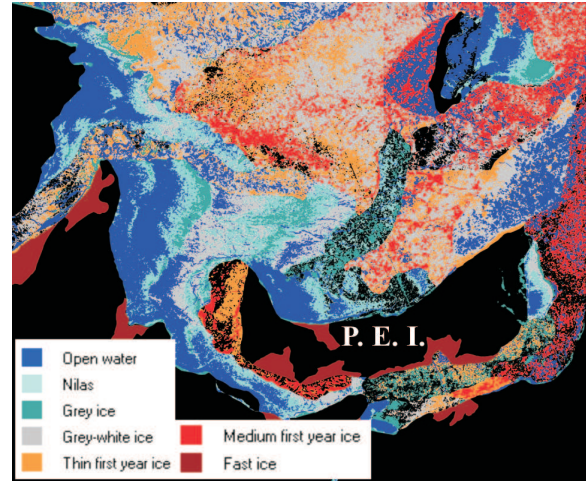 P. E. I.
Open water
Nilas
Grey ice
Grey-white ice
Thin first year ice
Medium first year ice
Fast ice